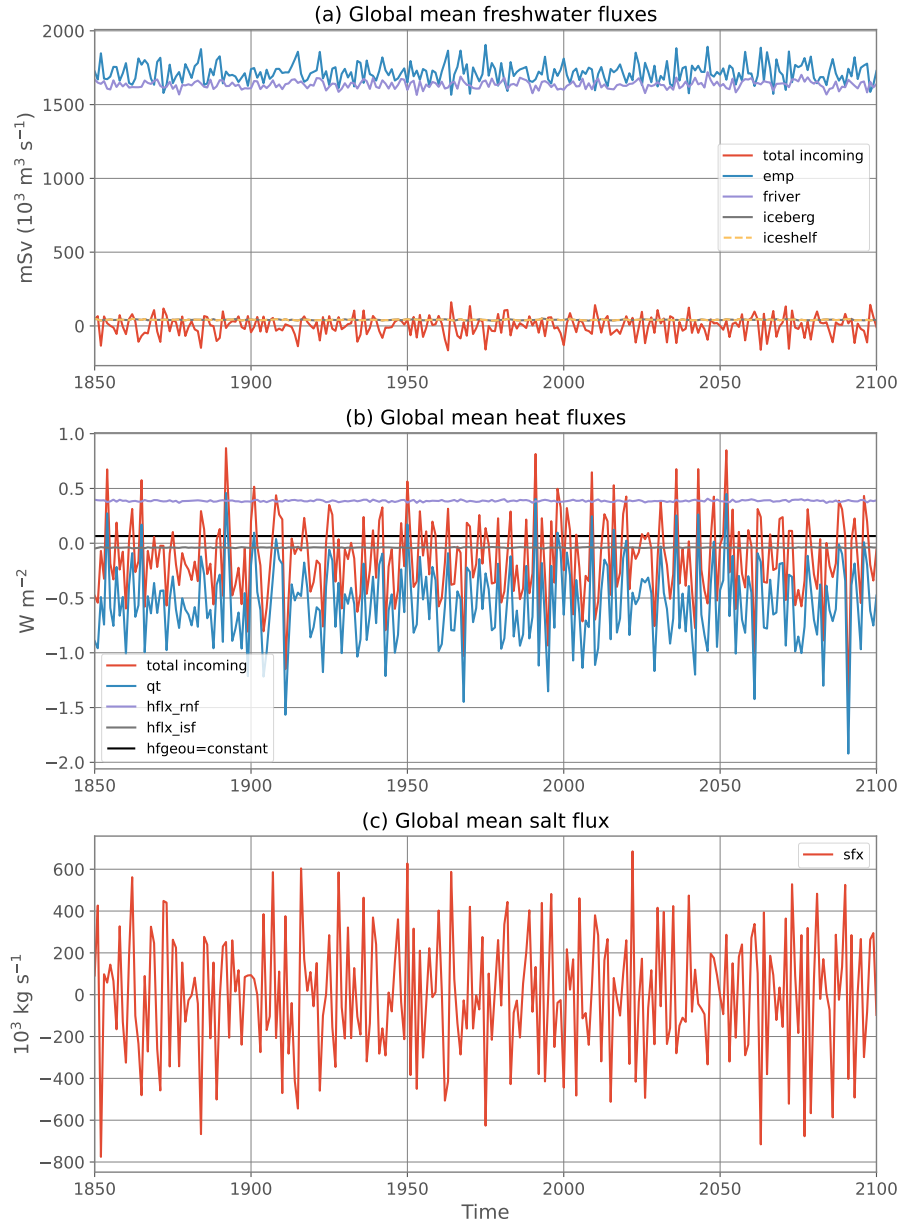 (a) Global mean freshwater fluxes
mSv (10³ m³ s⁻¹)
2000
1500
1000
500
0
total incoming
emp
friver
iceberg
iceshelf
1850 1900 1950 2000 2050 2100
(b) Global mean heat fluxes
W m⁻²
1.0
0.5
0.0
−0.5
−1.0
−1.5
−2.0
total incoming
qt
hflx_rnf
hflx_isf
hfgeou=constant
1850 1900 1950 2000 2050 2100
(c) Global mean salt flux
10³ kg s⁻¹
600
400
200
0
−200
−400
−600
−800
sfx
1850 1900 1950 2000 2050 2100
Time